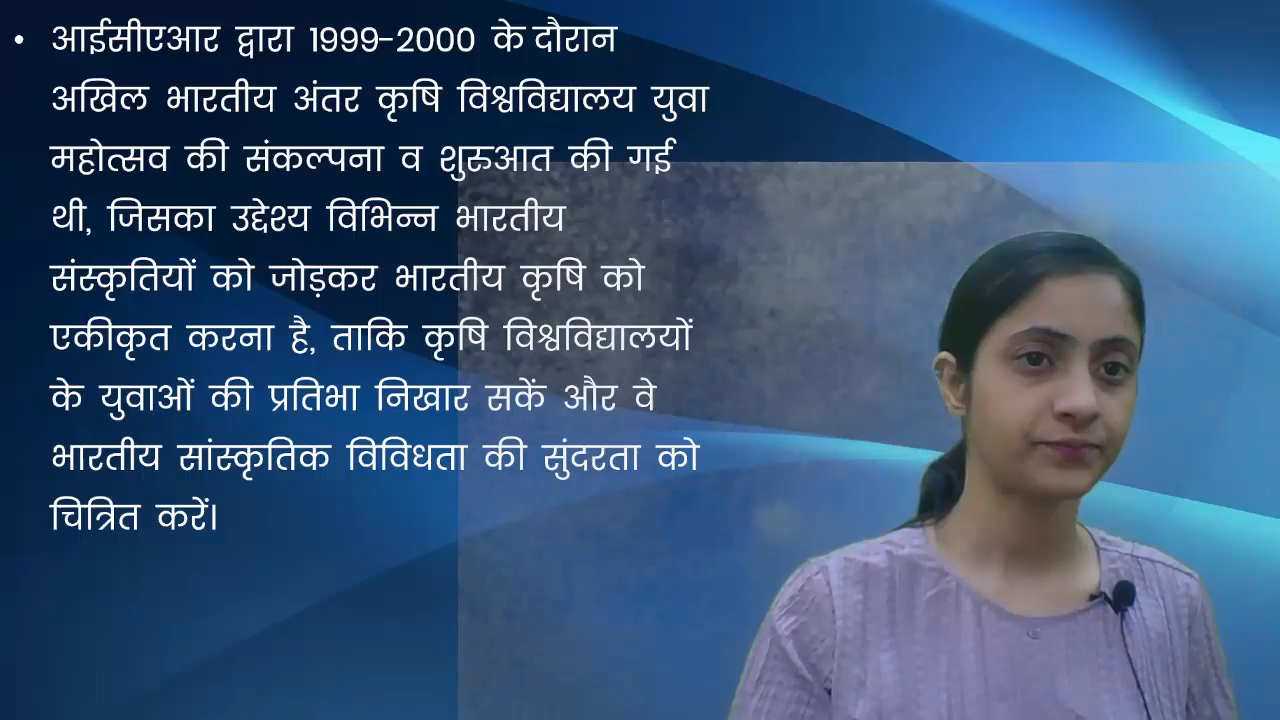 • आईसीएआर द्वारा 1999-2000 के दौरान
अखिल भारतीय अंतर कृषि विश्वविद्यालय युवा
महोत्सव की संकल्पना व शुरुआत की गई
थी, जिसका उद्देश्य विभिन्न भारतीय
संस्कृतियों को जोड़कर भारतीय कृषि को
एकीकृत करना है, ताकि कृषि विश्वविद्यालयों
के युवाओं की प्रतिभा निखार सकें और वे
भारतीय सांस्कृतिक विविधता की सुंदरता को
चित्रित करें।